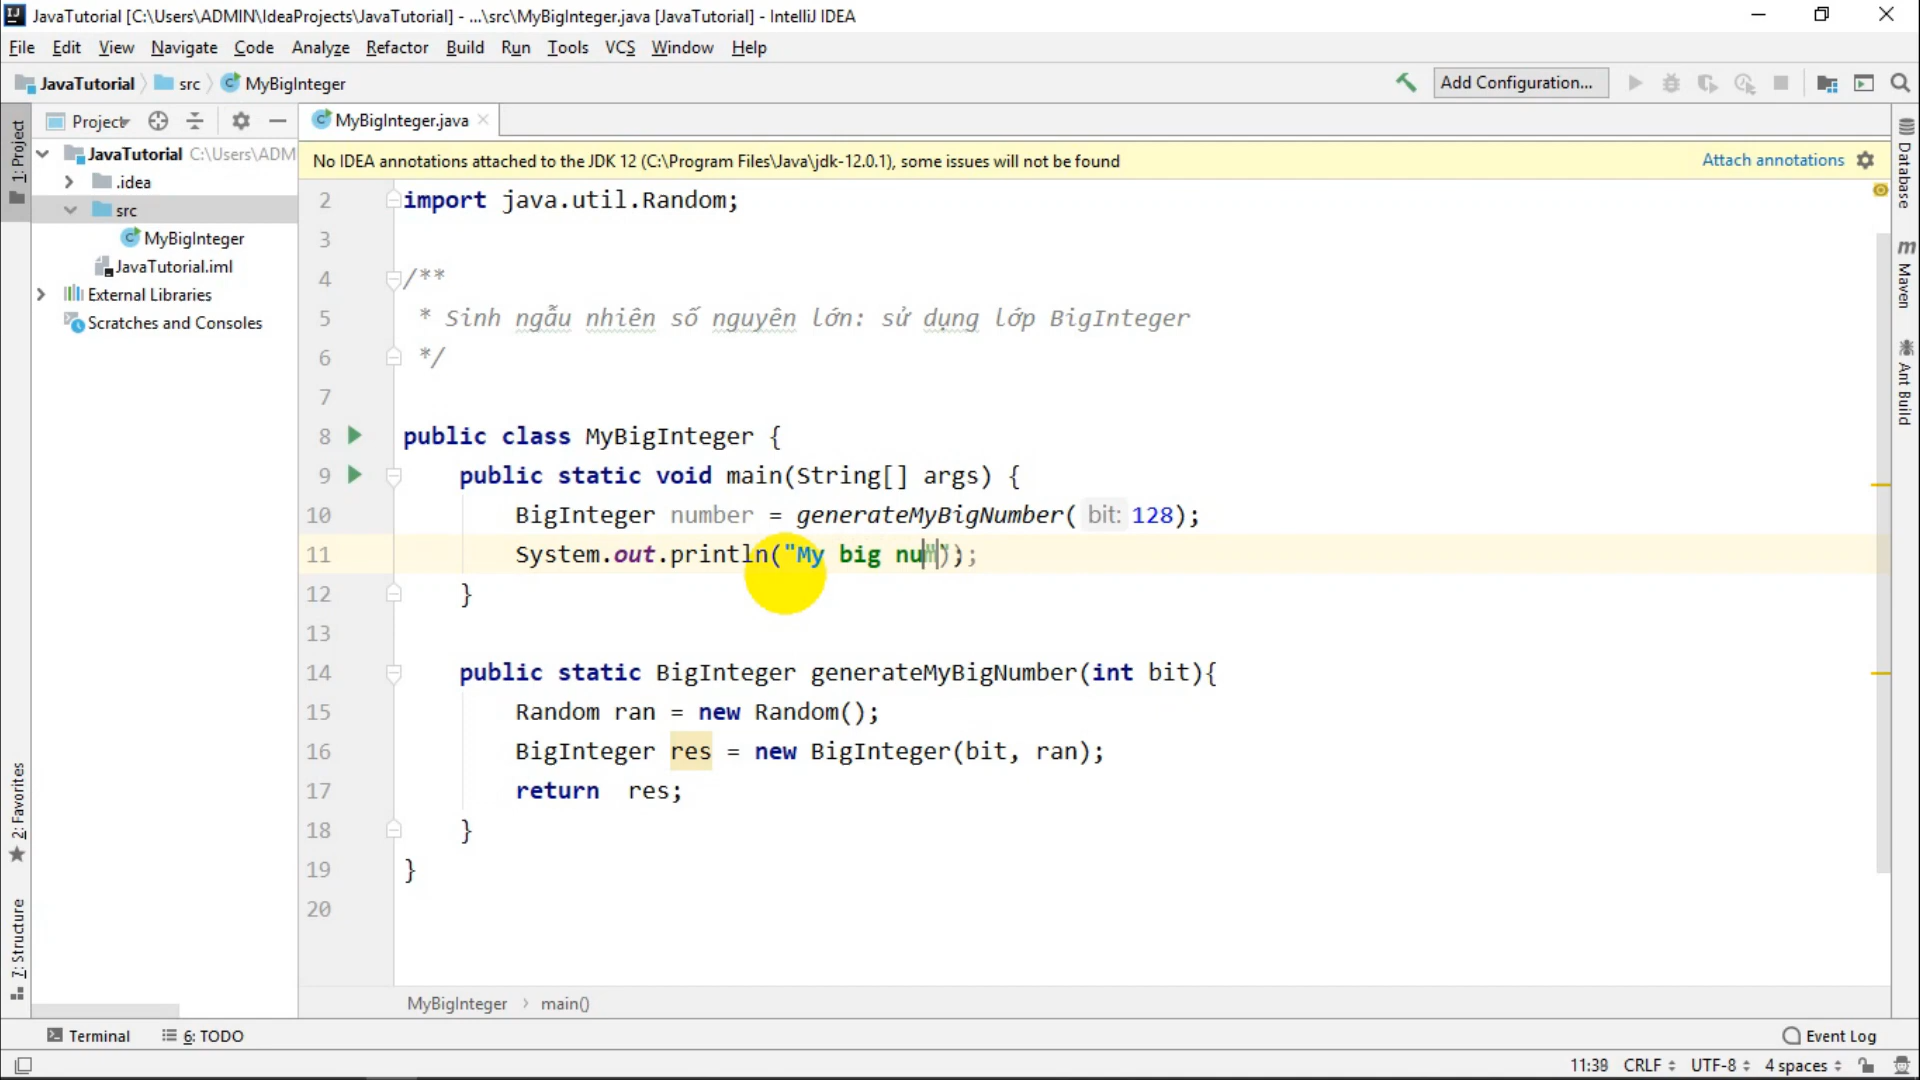 JavaTutorial [C:\Users\ADMIN\IdeaProjects\JavaTutorial] - ...\src\MyBigInteger.java [JavaTutorial] - IntelliJ IDEA
File Edit View Navigate Code Analyze Refactor Build Run Tools VCS Window Help
JavaTutorial src MyBigInteger Add Configuration...
1: Project
Project
MyBigInteger.java
JavaTutorial C:\Users\ADM
.idea
src
MyBigInteger
JavaTutorial.iml
External Libraries
Scratches and Consoles
No IDEA annotations attached to the JDK 12 (C:\Program Files\Java\jdk-12.0.1), some issues will not be found Attach annotations
2 import java.util.Random;
3
4 /**
5 * Sinh ngẫu nhiên số nguyên lớn: sử dụng lớp BigInteger
6 */
7
8 public class MyBigInteger {
9 public static void main(String[] args) {
10 BigInteger number = generateMyBigNumber( bit: 128);
11 System.out.println("My big nu
12 }
13
14 public static BigInteger generateMyBigNumber(int bit){
15 Random ran = new Random();
16 BigInteger res = new BigInteger(bit, ran);
17 return res;
18 }
19 }
20
MyBigInteger main()
Database
Maven
Ant Build
2: Favorites
7: Structure
Terminal 6: TODO Event Log
CRLF UTF-8 4 spaces